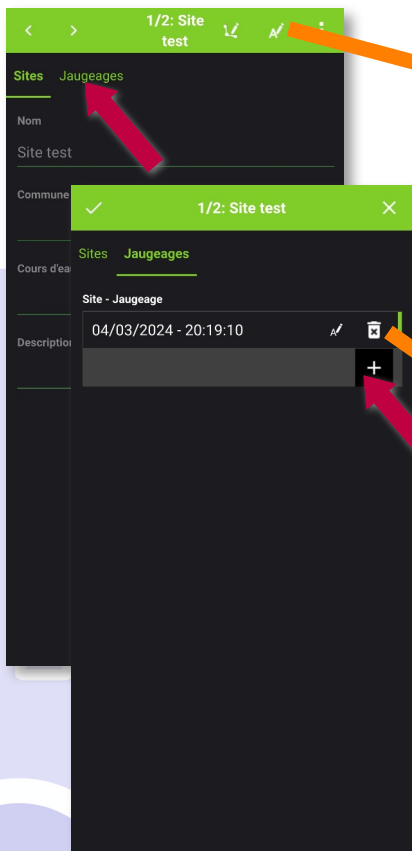 1/2: Site
test
Sites Jaugeages
Nom
Site test
Commune
Cours d'ea
Description
1/2: Site test
Sites Jaugeages
Site - Jaugeage
04/03/2024 - 20:19:10